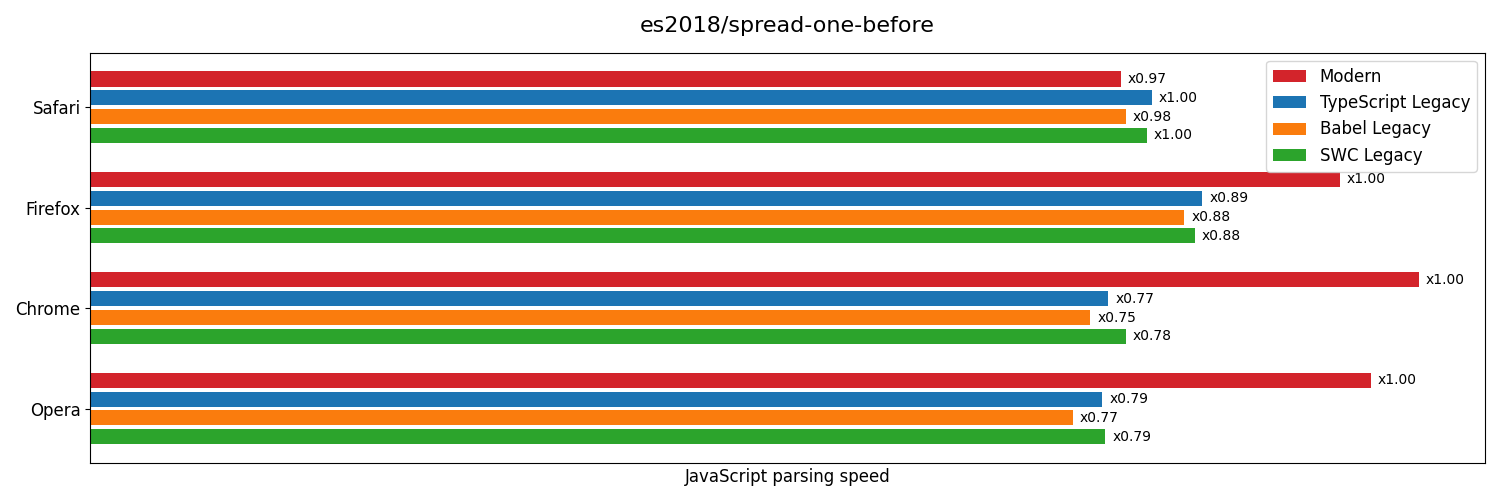 es2018/spread-one-before
Safari
x0.97
x1.00
x0.98
x1.00
Firefox
x1.00
x0.89
x0.88
x0.88
Chrome
x1.00
x0.77
x0.75
x0.78
Opera
x1.00
x0.79
x0.77
x0.79
Modern
TypeScript Legacy
Babel Legacy
SWC Legacy
JavaScript parsing speed